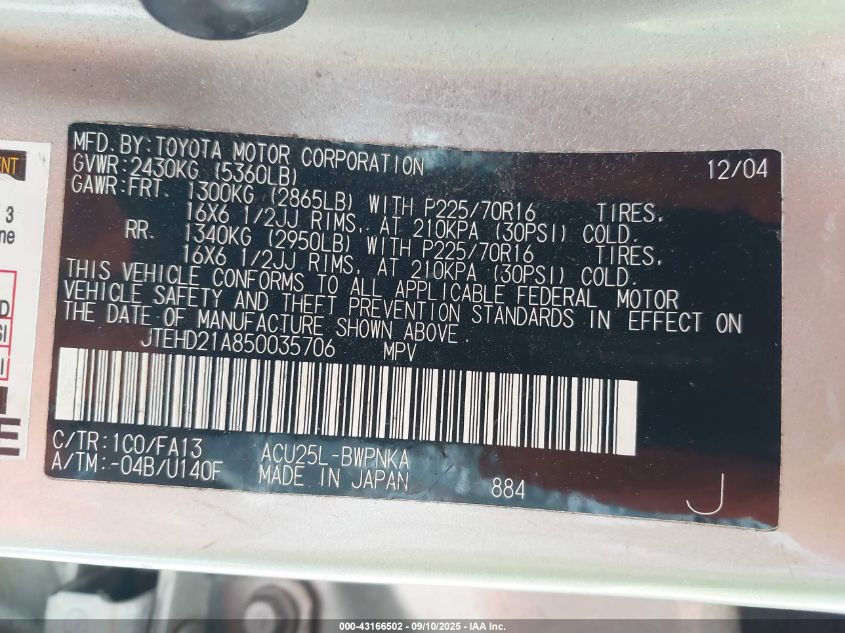 MFD. BY: TOYOTA MOTOR CORPORATION 12/04
GVWR: 2430KG (5360LB)
GAWR: FRT. 1300KG (2865LB) WITH P225/70R16 TIRES,
16X6 1/2JJ RIMS, AT 210KPA (30PSI) COLD.
RR. 1340KG (2950LB) WITH P225/70R16 TIRES,
16X6 1/2JJ RIMS, AT 210KPA (30PSI) COLD.
THIS VEHICLE CONFORMS TO ALL APPLICABLE FEDERAL MOTOR
VEHICLE SAFETY AND THEFT PREVENTION STANDARDS IN EFFECT ON
THE DATE OF MANUFACTURE SHOWN ABOVE.
JTEHD21A850035706 MPV
C/TR: 1C0/FA13 ACU25L-BWPNKA
A/TM: -04B/U140F MADE IN JAPAN 884 J
3
000-43166502 - 09/10/2025 - IAA Inc.